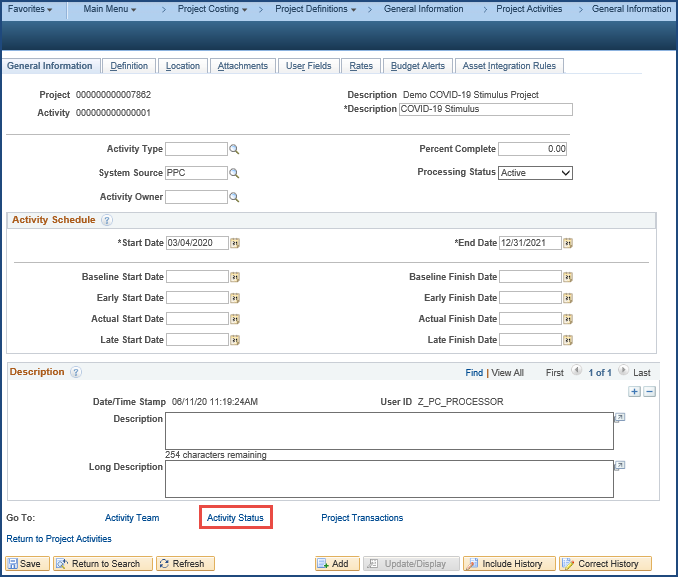 Favorites Main Menu > Project Costing > Project Definitions > General Information > Project Activities > General Information
General Information Definition Location Attachments User Fields Rates Budget Alerts Asset Integration Rules
Project 000000000007862 Description Demo COVID-19 Stimulus Project
Activity 000000000000001 *Description COVID-19 Stimulus
Activity Type Percent Complete 0.00
System Source PPC Processing Status Active
Activity Owner
Activity Schedule ?
*Start Date 03/04/2020 *End Date 12/31/2021
Baseline Start Date Baseline Finish Date
Early Start Date Early Finish Date
Actual Start Date Actual Finish Date
Late Start Date Late Finish Date
Description ? Find | View All First 1 of 1 Last
Date/Time Stamp 06/11/20 11:19:24AM User ID Z_PC_PROCESSOR
Description
254 characters remaining
Long Description
Go To: Activity Team Activity Status Project Transactions
Return to Project Activities
Save Return to Search Refresh Add Update/Display Include History Correct History